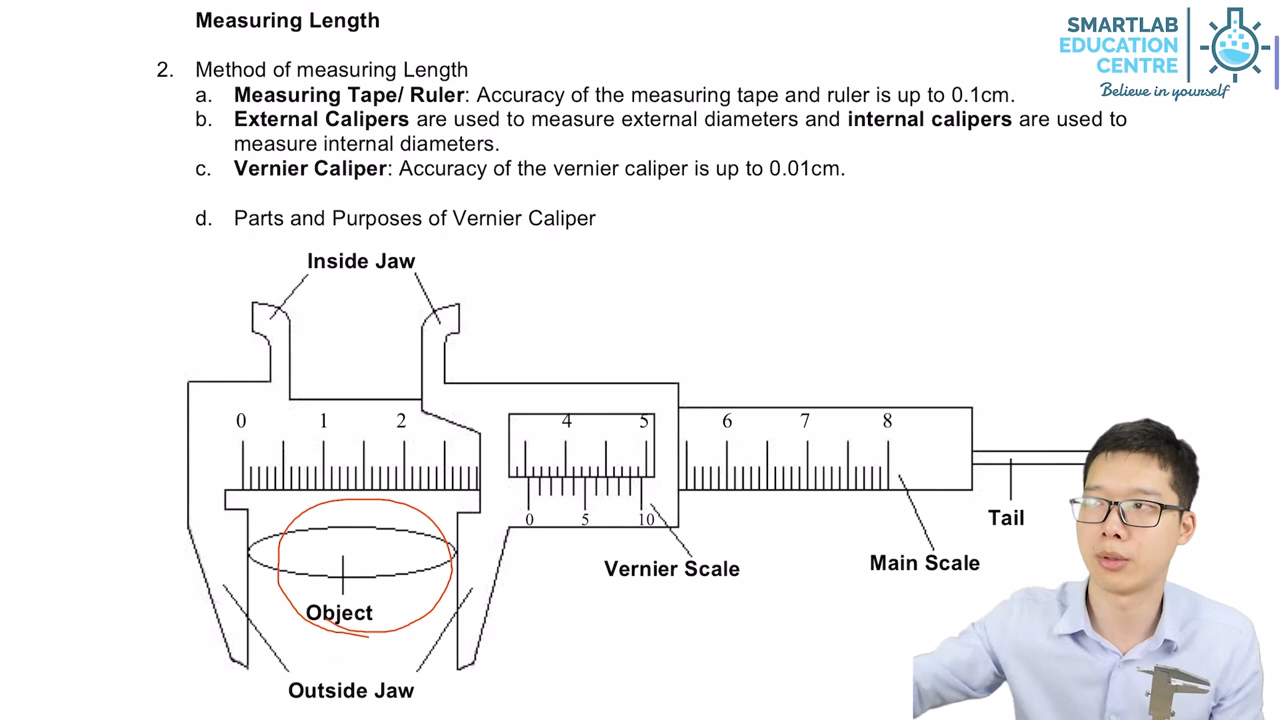 Measuring Length
SMARTLAB
EDUCATION
CENTRE
Believe in yourself
2. Method of measuring Length
a. Measuring Tape/ Ruler: Accuracy of the measuring tape and ruler is up to 0.1cm.
b. External Calipers are used to measure external diameters and internal calipers are used to
measure internal diameters.
c. Vernier Caliper: Accuracy of the vernier caliper is up to 0.01cm.
d. Parts and Purposes of Vernier Caliper
Inside Jaw
0 1 2 4 5 6 7 8
0 5 10
Tail
Vernier Scale
Main Scale
Object
Outside Jaw